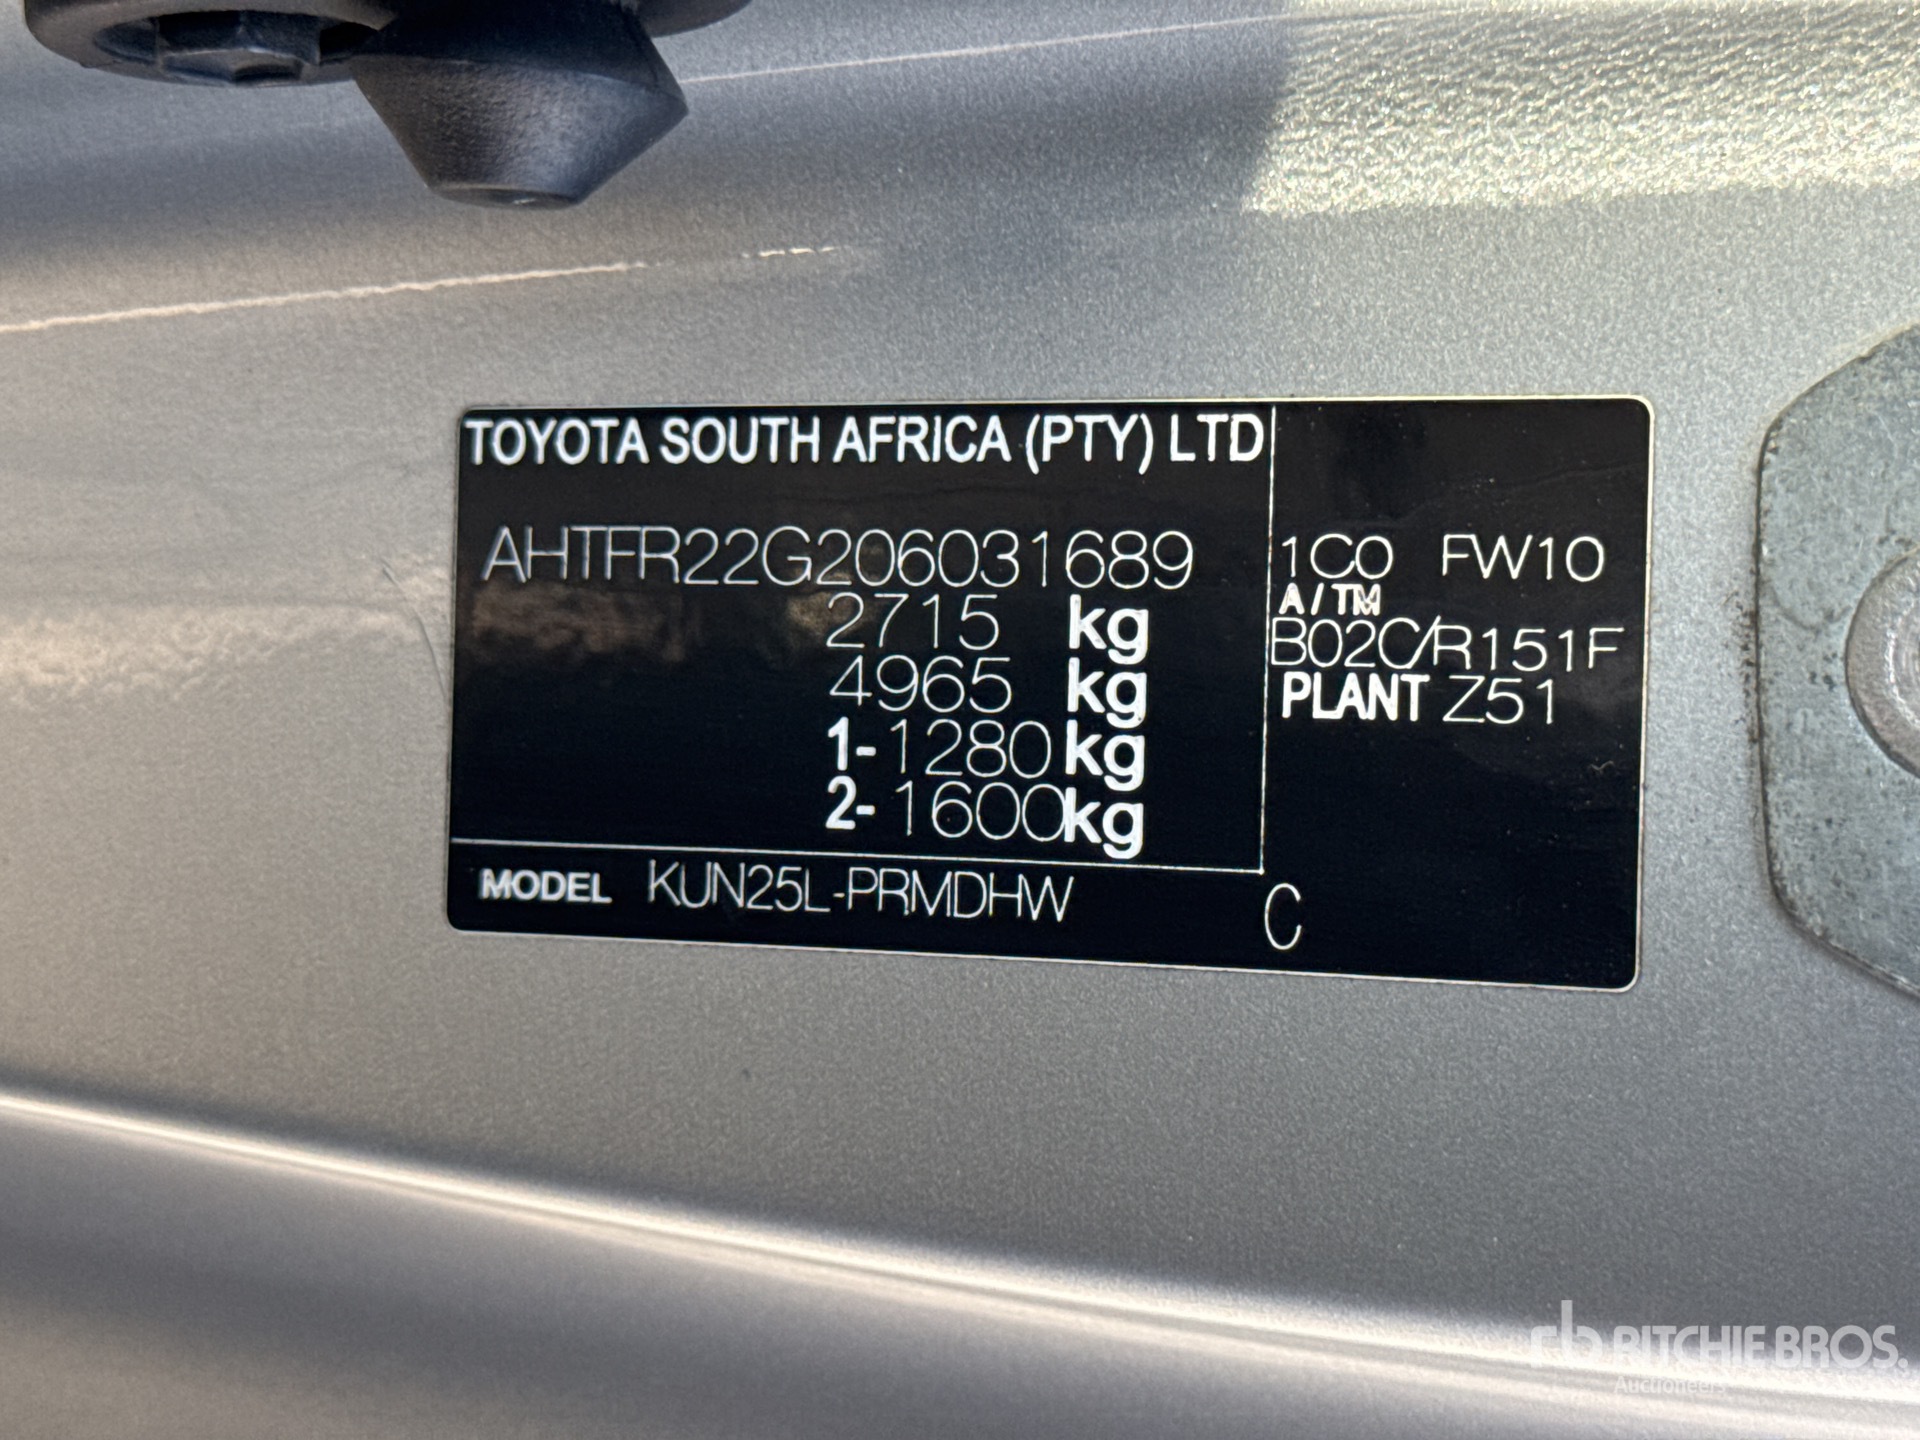 TOYOTA SOUTH AFRICA (PTY) LTD
AHTFR22G206031689
2715 kg
4965 kg
1-1280 kg
2-1600 kg
MODEL KUN25L-PRMDHW
1C0 FW10
A/TM
B02C/R151F
PLANT Z51
C
rb RITCHIE BROS.
Auctioneers